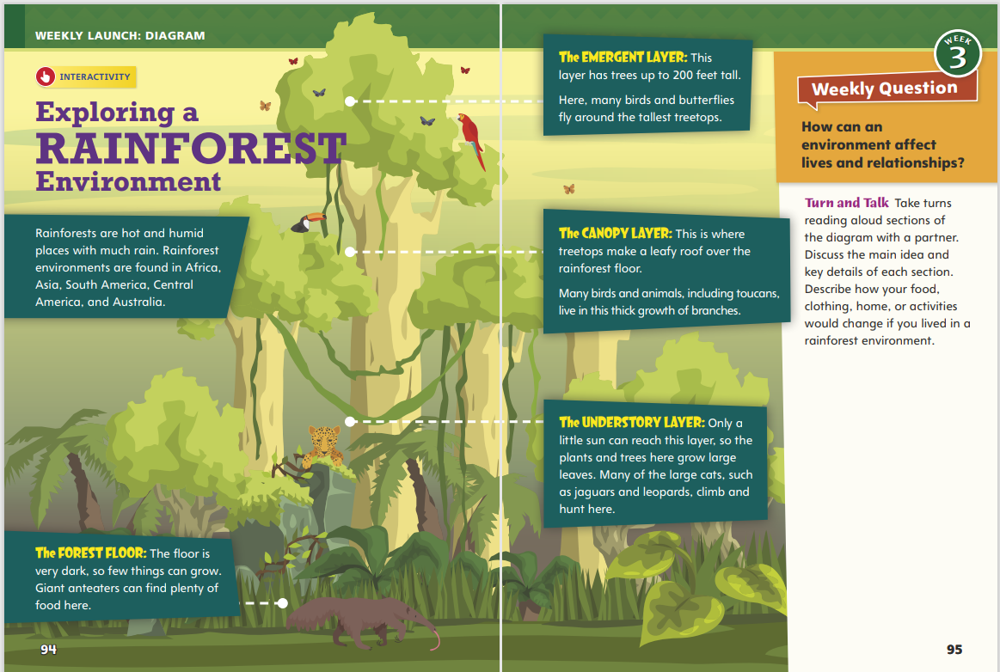 WEEKLY LAUNCH: DIAGRAM
INTERACTIVITY
Exploring a
RAINFOREST
Environment
Rainforests are hot and humid
places with much rain. Rainforest
environments are found in Africa,
Asia, South America, Central
America, and Australia.
The FOREST FLOOR: The floor is
very dark, so few things can grow.
Giant anteaters can find plenty of
food here.
94
The EMERGENT LAYER: This
layer has trees up to 200 feet tall.
Here, many birds and butterflies
fly around the tallest treetops.
The CANOPY LAYER: This is where
treetops make a leafy roof over the
rainforest floor.
Many birds and animals, including toucans,
live in this thick growth of branches.
The UNDERSTORY LAYER: Only a
little sun can reach this layer, so the
plants and trees here grow large
leaves. Many of the large cats, such
as jaguars and leopards, climb and
hunt here.
WEEK
3
Weekly Question
How can an
environment affect
lives and relationships?
Turn and Talk Take turns
reading aloud sections of
the diagram with a partner.
Discuss the main idea and
key details of each section.
Describe how your food,
clothing, home, or activities
would change if you lived in a
rainforest environment.
95